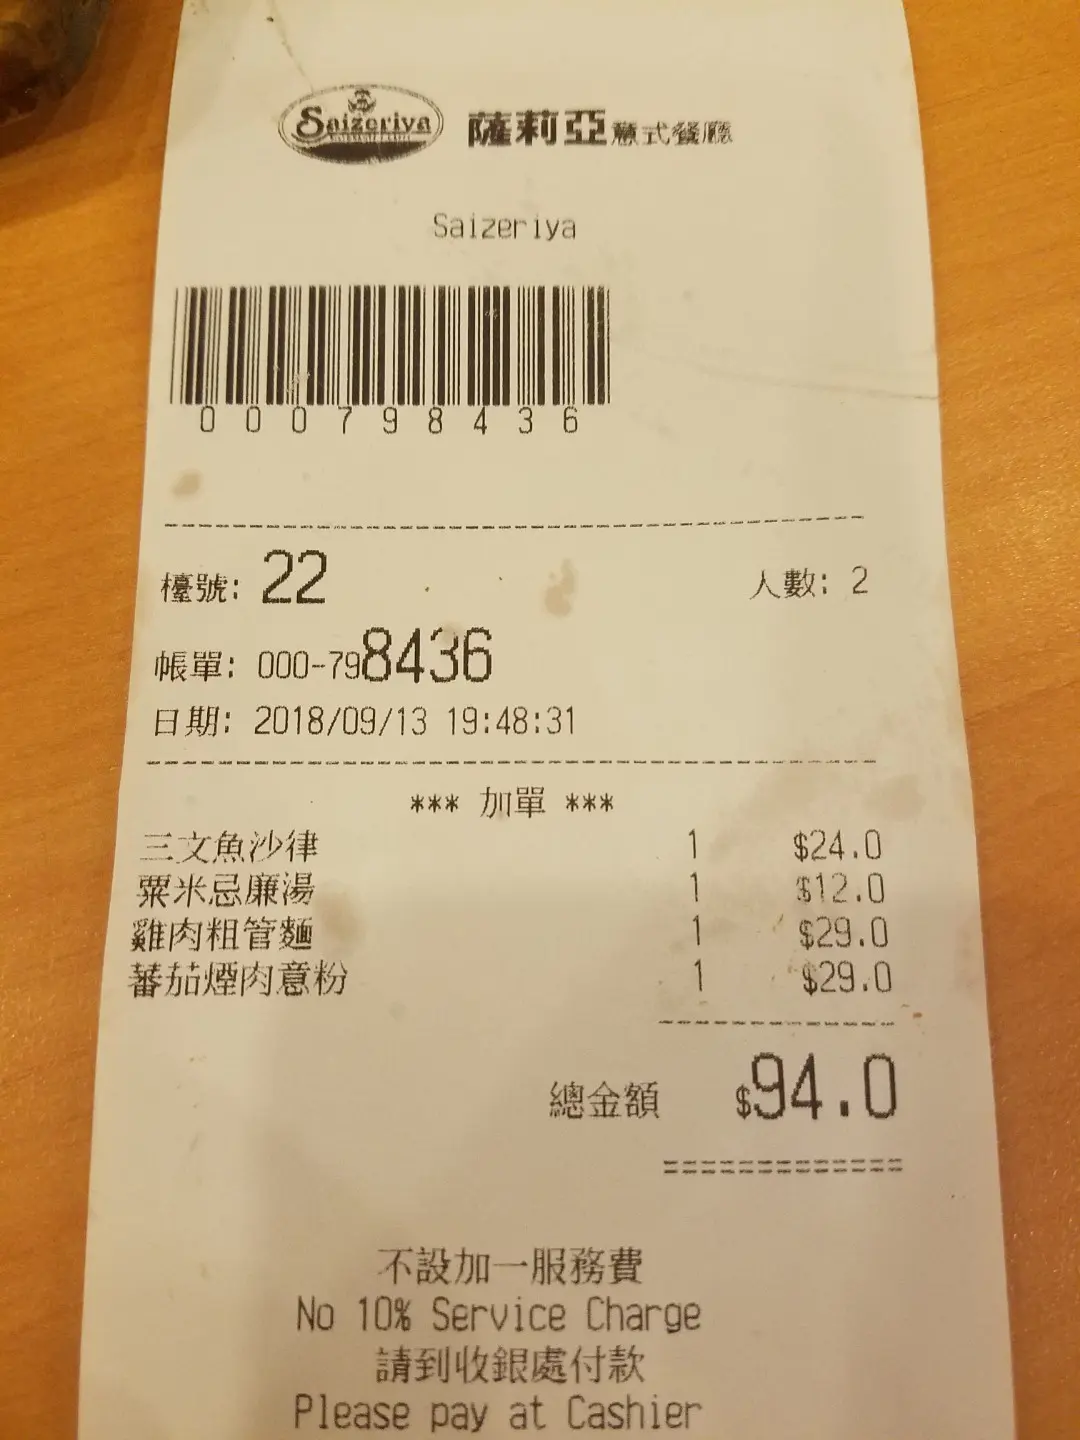 Saizeriya 薩莉亞意式餐廳
Saizeriya
000798436
檯號: 22 人數: 2
帳單: 000-798436
日期: 2018/09/13 19:48:31
*** 加單 ***
三文魚沙律 1 $24.0
粟米忌廉湯 1 $12.0
雞肉粗管麵 1 $29.0
蕃茄煙肉意粉 1 $29.0
總金額 $94.0
不設加一服務費
No 10% Service Charge
請到收銀處付款
Please pay at Cashier